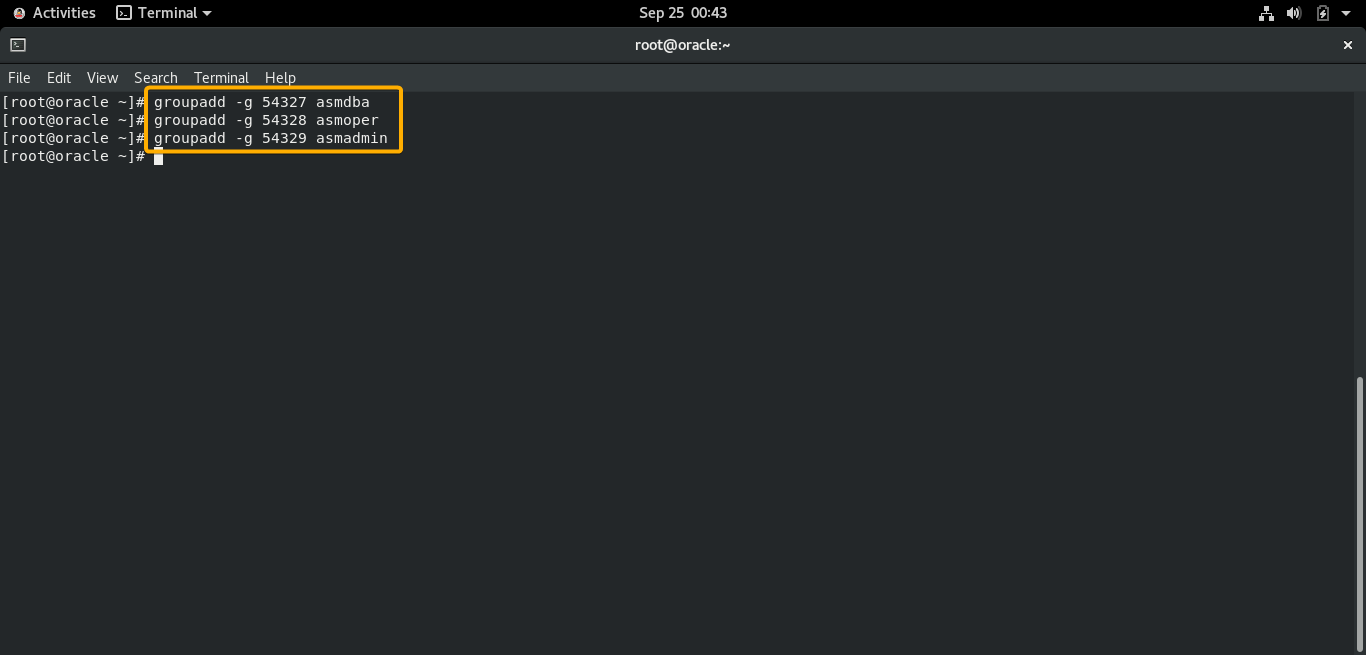 Activities Terminal Sep 25 00:43
root@oracle:~
File Edit View Search Terminal Help
[root@oracle ~]# groupadd -g 54327 asmdba
[root@oracle ~]# groupadd -g 54328 asmoper
[root@oracle ~]# groupadd -g 54329 asmadmin
[root@oracle ~]#